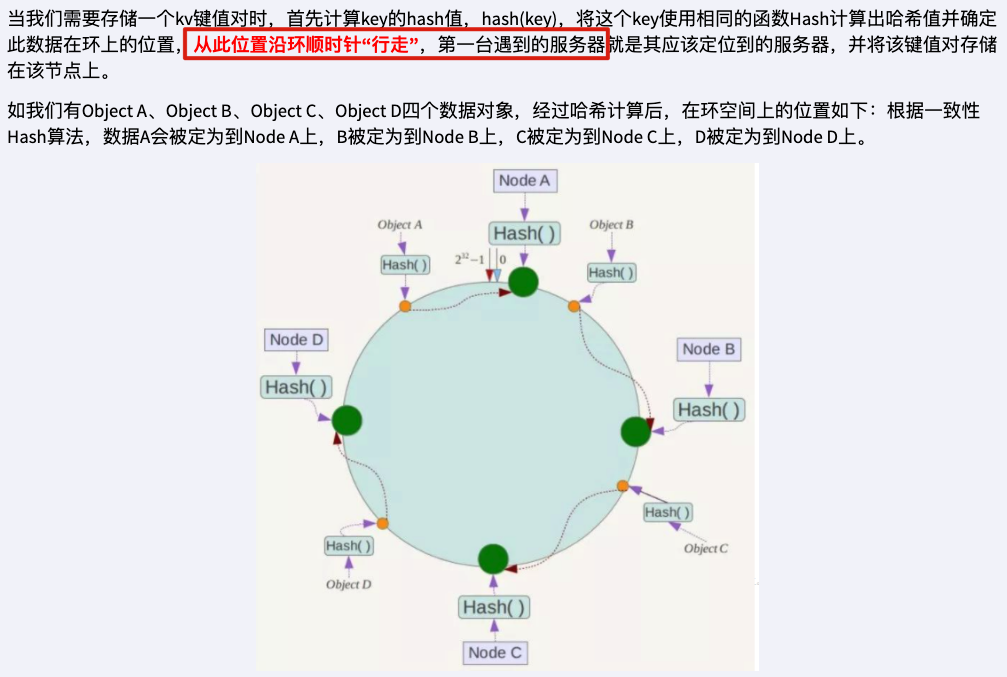 当我们需要存储一个kv键值对时，首先计算key的hash值，hash(key)，将这个key使用相同的函数Hash计算出哈希值并确定
此数据在环上的位置，从此位置沿环顺时针“行走”，第一台遇到的服务器就是其应该定位到的服务器，并将该键值对存储
在该节点上。
如我们有Object A、Object B、Object C、Object D四个数据对象，经过哈希计算后，在环空间上的位置如下：根据一致性
Hash算法，数据A会被定为到Node A上，B被定为到Node B上，C被定为到Node C上，D被定为到Node D上。
Node A
Object A
Hash( )
Object B
Hash( )
2³²−1
0
Hash( )
Node D
Node B
Hash( )
Hash( )
Hash( )
Object C
Hash( )
Object D
Hash( )
Node C